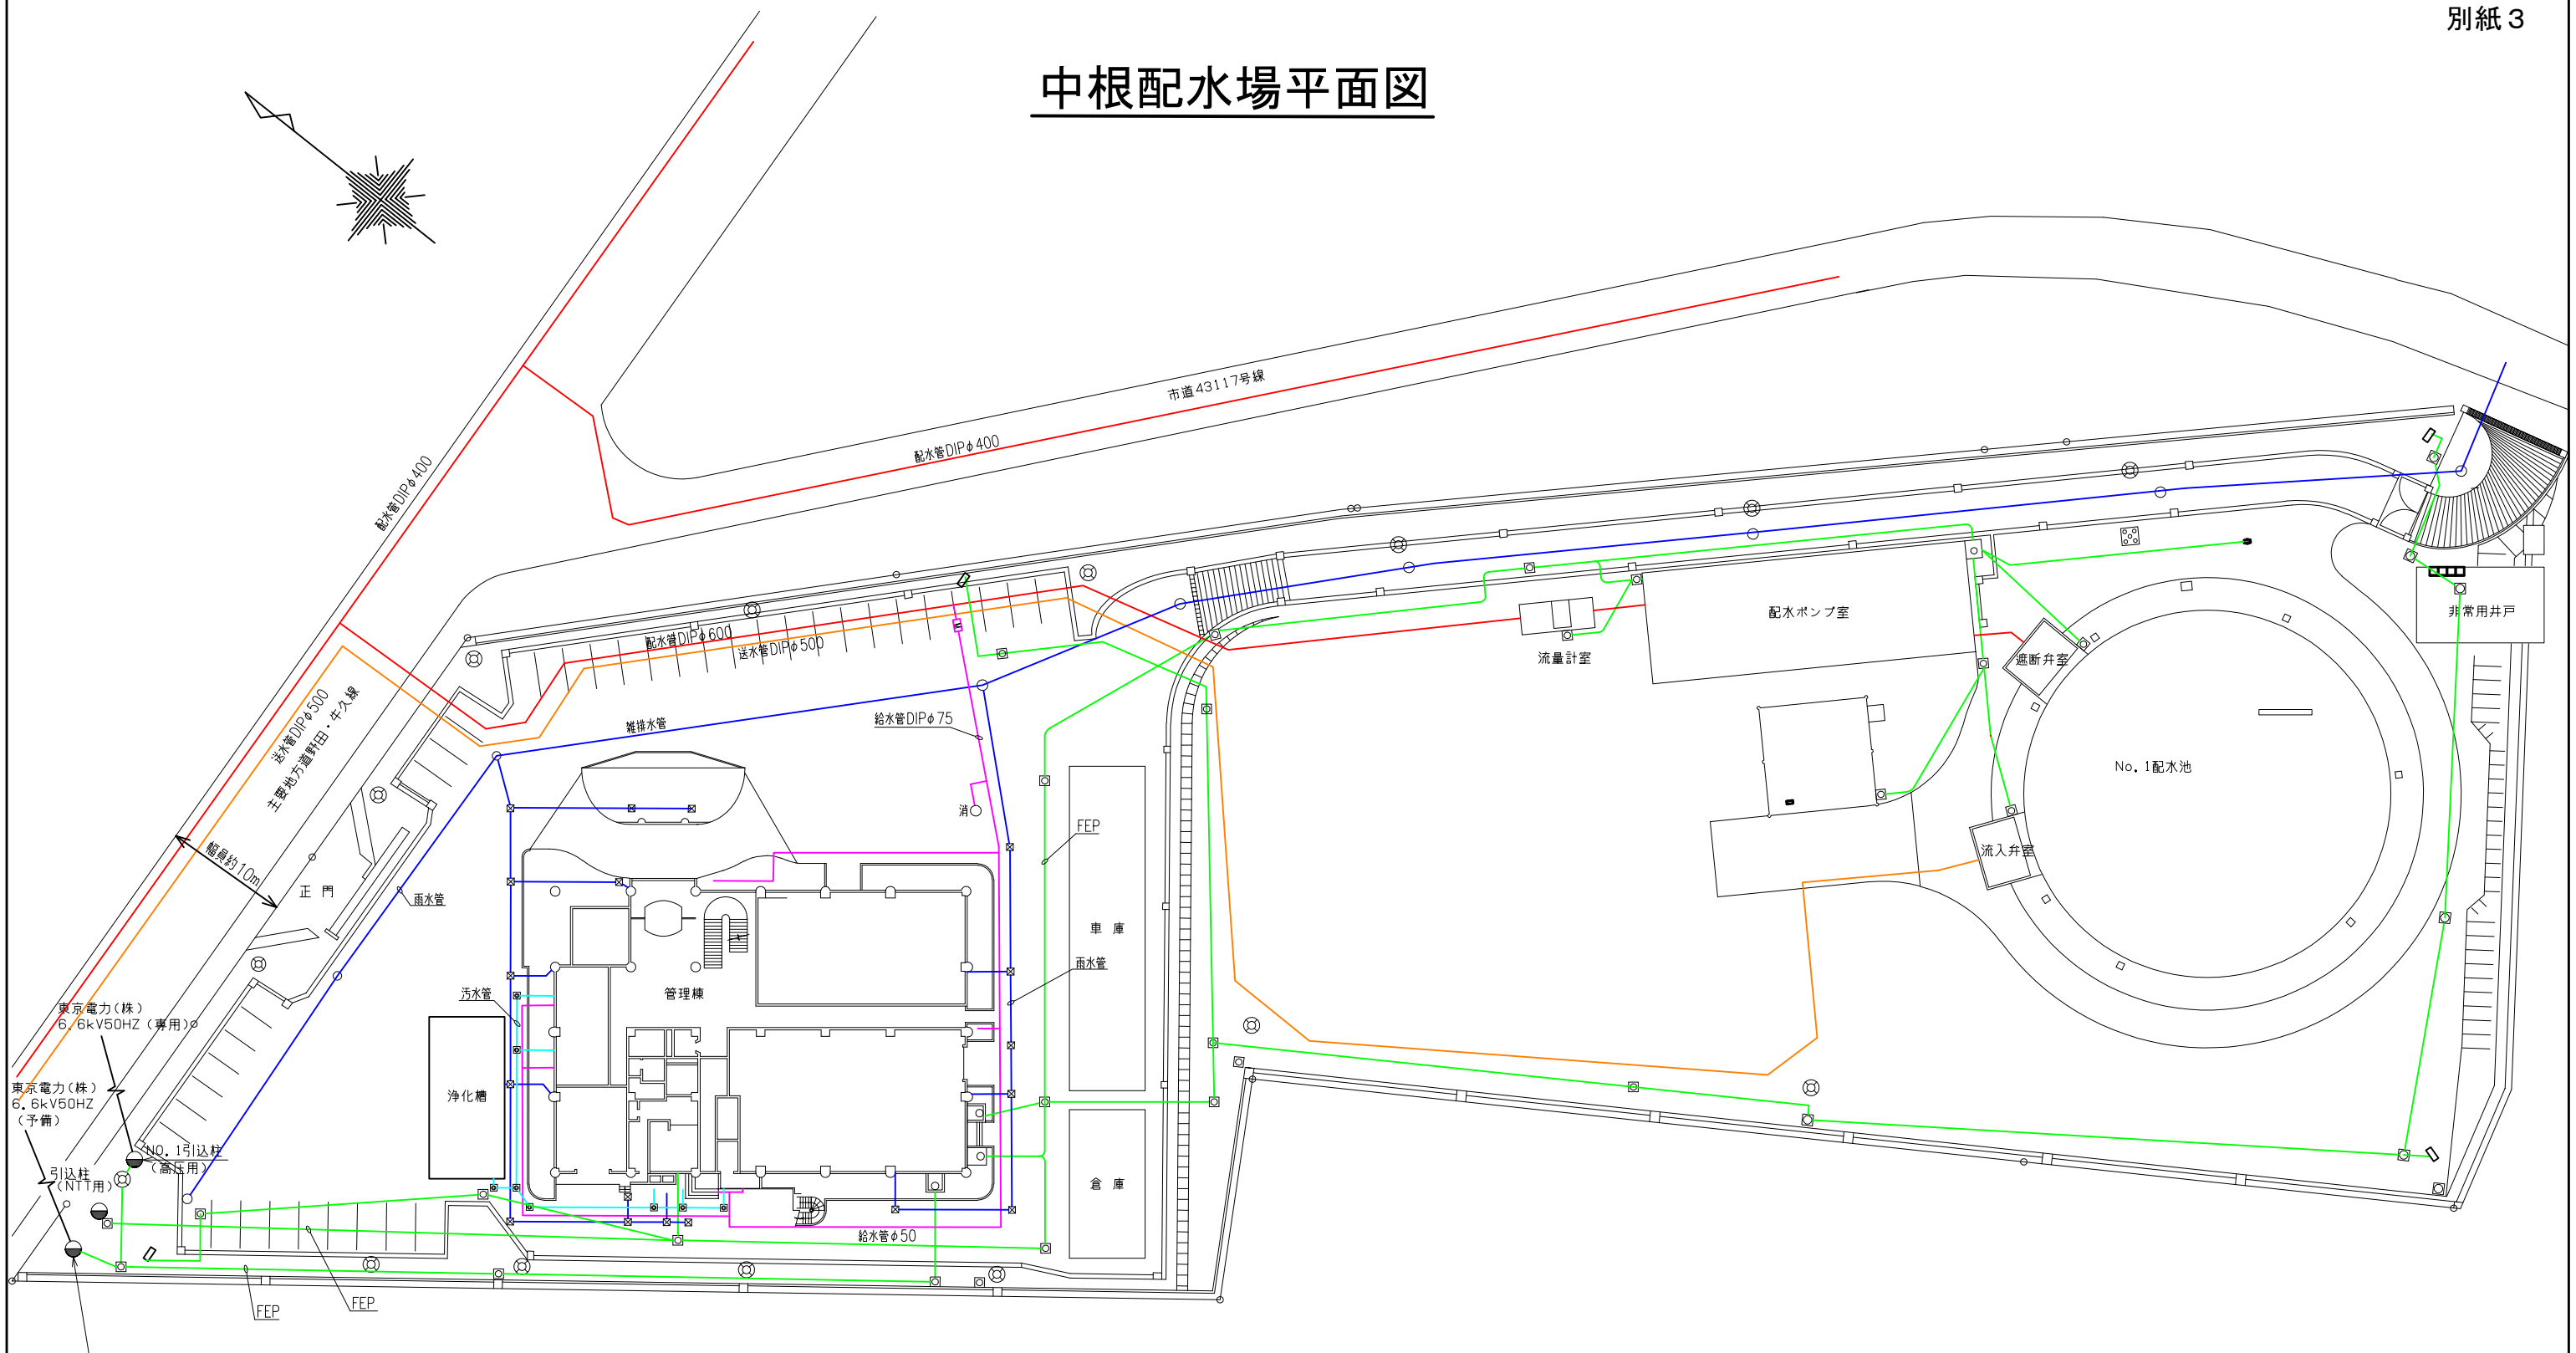 別紙３
中根配水場平面図
市道43117号線
配水管DIPφ400
配水管DIPφ400
配水管DIPφ600
送水管DIPφ500
送水管DIPφ500
主要地方道野田・牛久線
幅員約10m
正 門
雨水管
雑排水管
給水管DIPφ75
消
FEP
車 庫
雨水管
管理棟
汚水管
浄化槽
倉 庫
給水管φ50
流量計室
配水ポンプ室
遮断弁室
流入弁室
No．1配水池
非常用井戸
東京電力(株)
6．6kV50HZ（専用）
東京電力(株)
6．6kV50HZ
（予備）
NO．1引込柱
（高圧用）
引込柱
（NTT用）
FEP
FEP